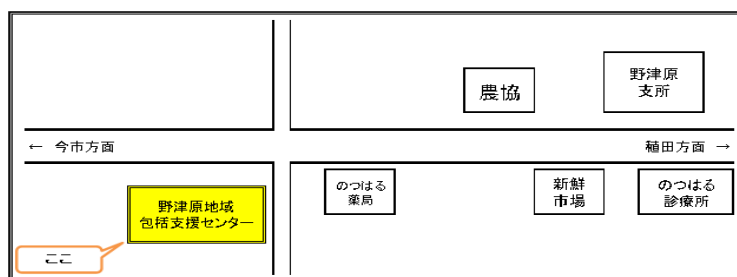 農協
野津原
支所
← 今市方面
稙田方面 →
のつはる
薬局
新鮮
市場
のつはる
診療所
野津原地域
包括支援センター
ここ